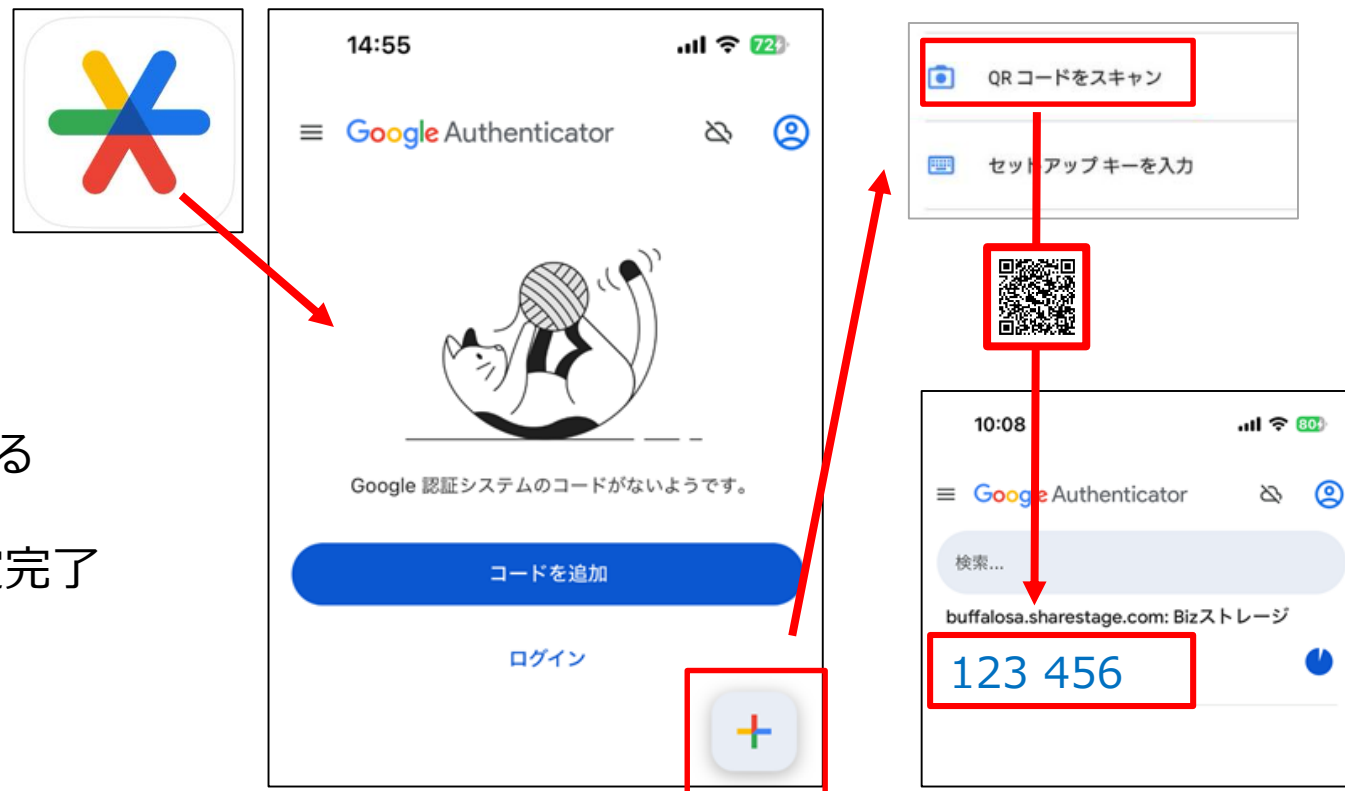 る
完了
14:55
72
Google Authenticator
Google 認証システムのコードがないようです。
コードを追加
ログイン
QR コードをスキャン
セットアップ キーを入力
10:08
80
Google Authenticator
検索...
buffalosa.sharestage.com: Bizストレージ
123 456